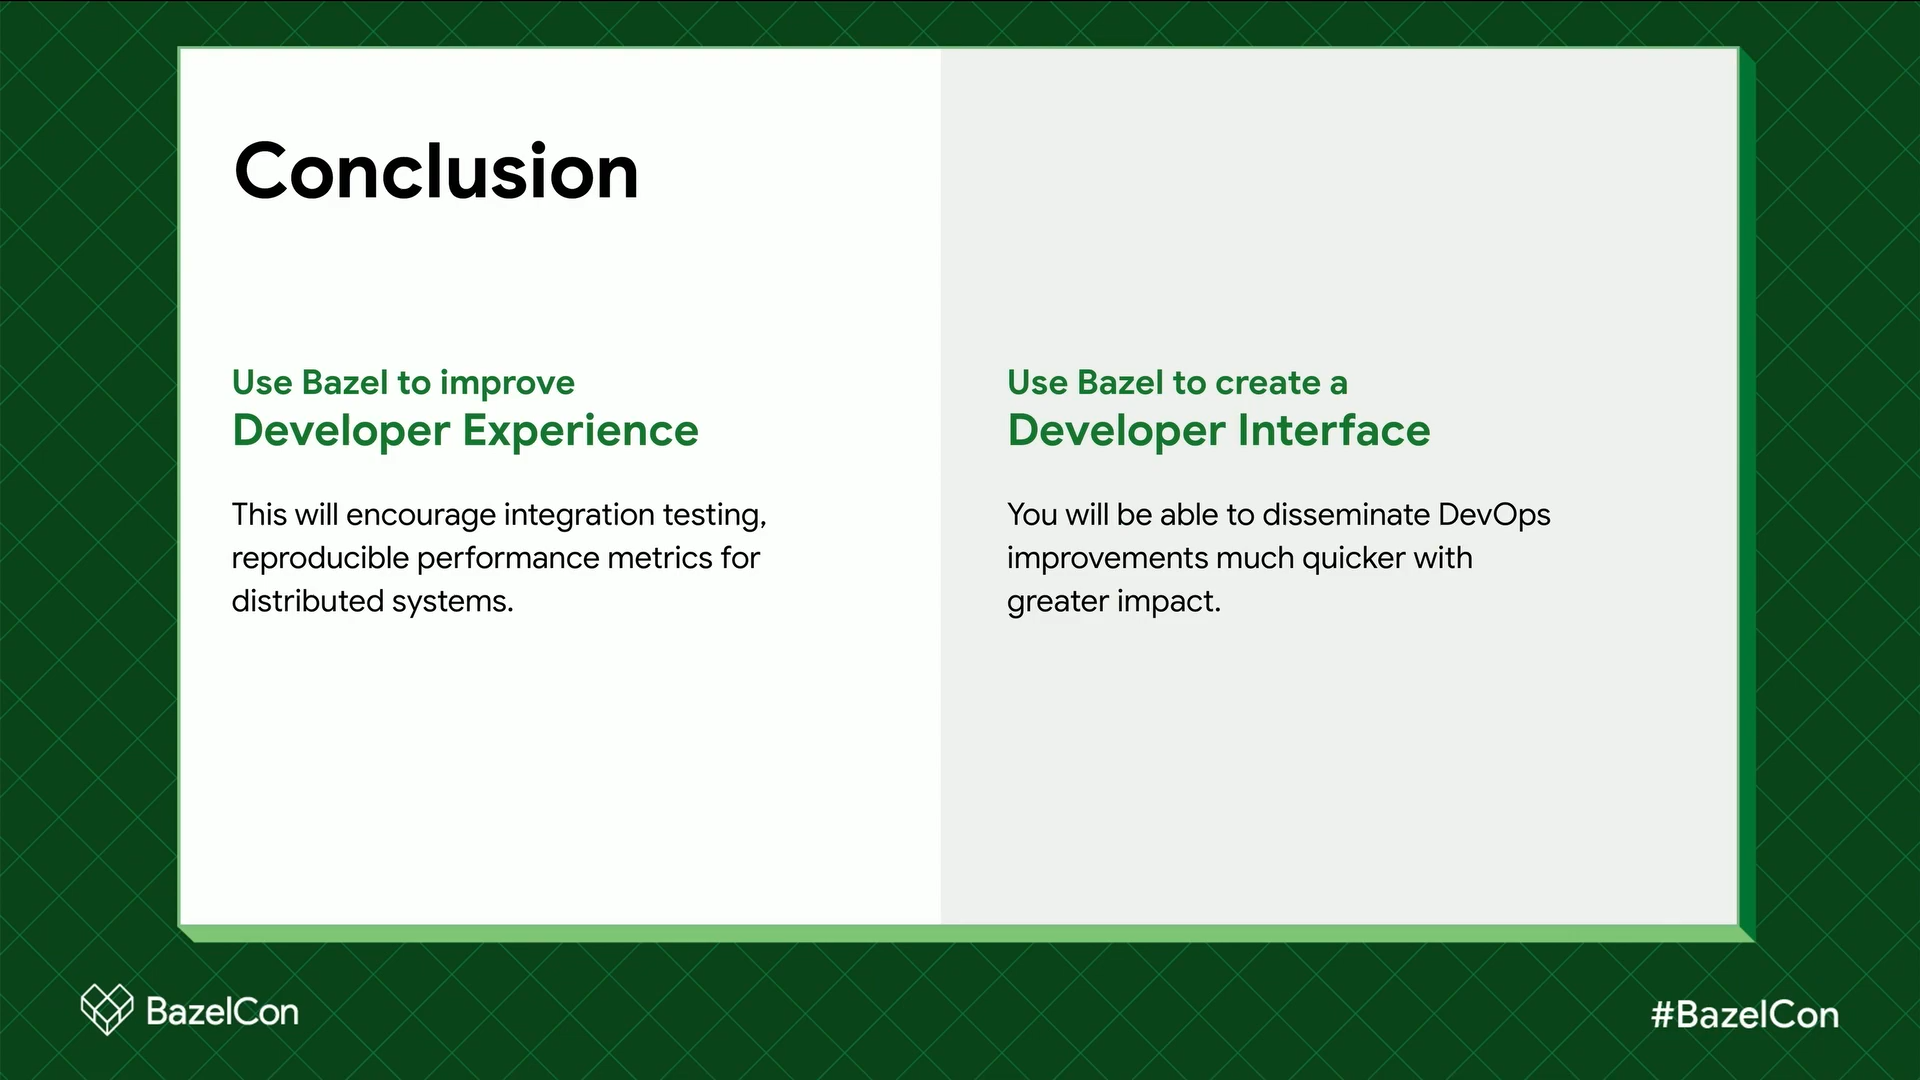 Conclusion
Use Bazel to improve
Developer Experience
This will encourage integration testing,
reproducible performance metrics for
distributed systems.
Use Bazel to create a
Developer Interface
You will be able to disseminate DevOps
improvements much quicker with
greater impact.
BazelCon
#BazelCon